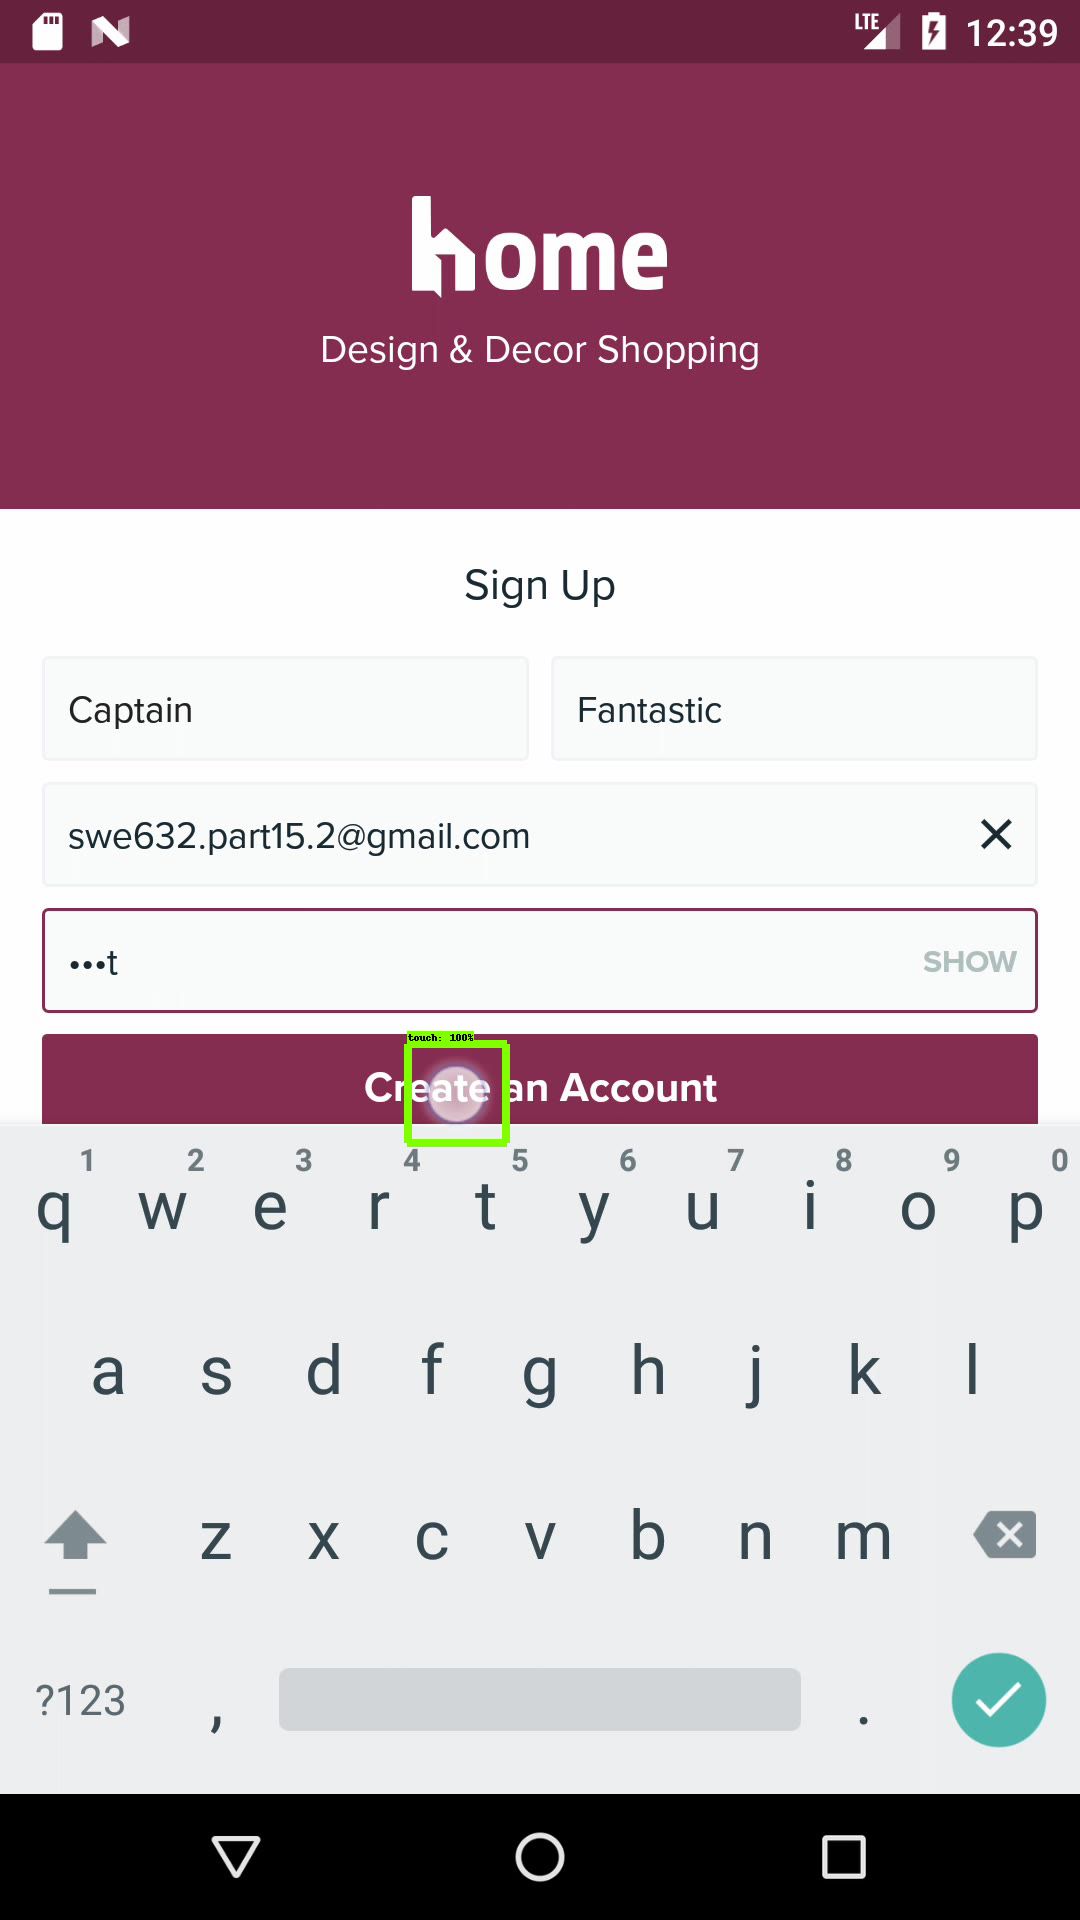 LTE 12:39
home
Design & Decor Shopping
Sign Up
Captain Fantastic
swe632.part15.2@gmail.com
•••t SHOW
touch: 100%
Create an Account
1 2 3 4 5 6 7 8 9 0
q w e r t y u i o p
a s d f g h j k l
z x c v b n m
?123 , .